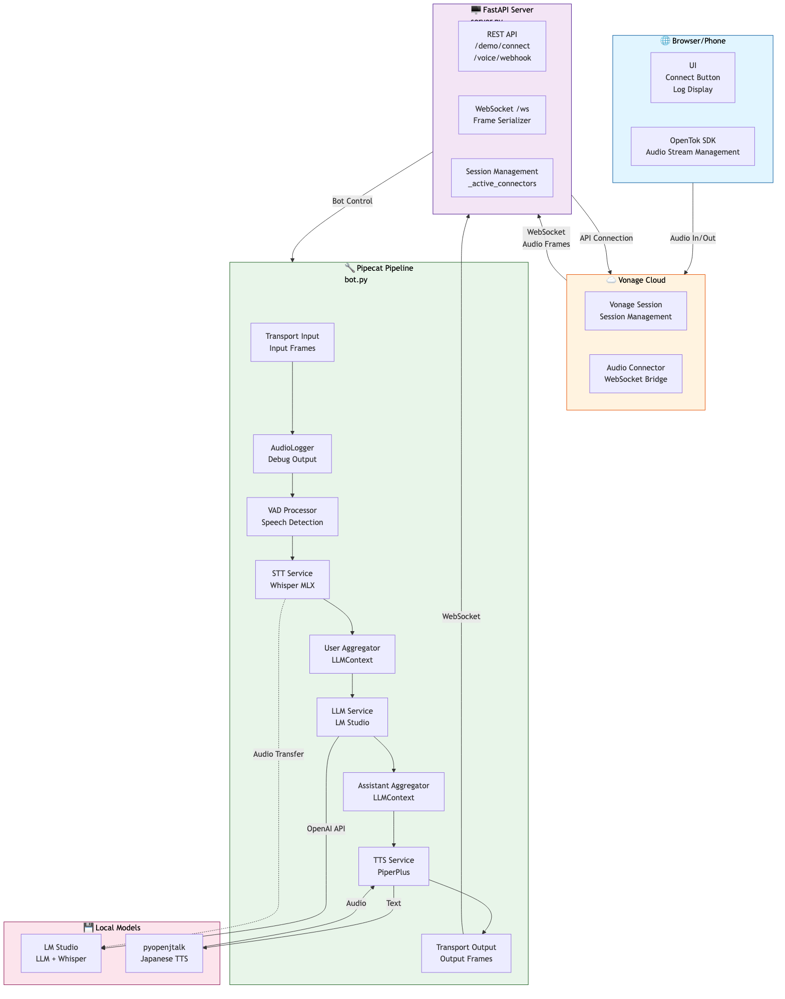 🖥️ FastAPI Server
server.py
REST API
/demo/connect
/voice/webhook
WebSocket /ws
Frame Serializer
Session Management
_active_connectors
🌐 Browser/Phone
UI
Connect Button
Log Display
OpenTok SDK
Audio Stream Management
Bot Control
WebSocket
Audio Frames
API Connection
Audio In/Out
☁️ Vonage Cloud
Vonage Session
Session Management
Audio Connector
WebSocket Bridge
🔧 Pipecat Pipeline
bot.py
Transport Input
Input Frames
AudioLogger
Debug Output
VAD Processor
Speech Detection
STT Service
Whisper MLX
WebSocket
User Aggregator
LLMContext
LLM Service
LM Studio
Audio Transfer
Assistant Aggregator
LLMContext
OpenAI API
TTS Service
PiperPlus
Audio
Text
Transport Output
Output Frames
💾 Local Models
LM Studio
LLM + Whisper
pyopenjtalk
Japanese TTS